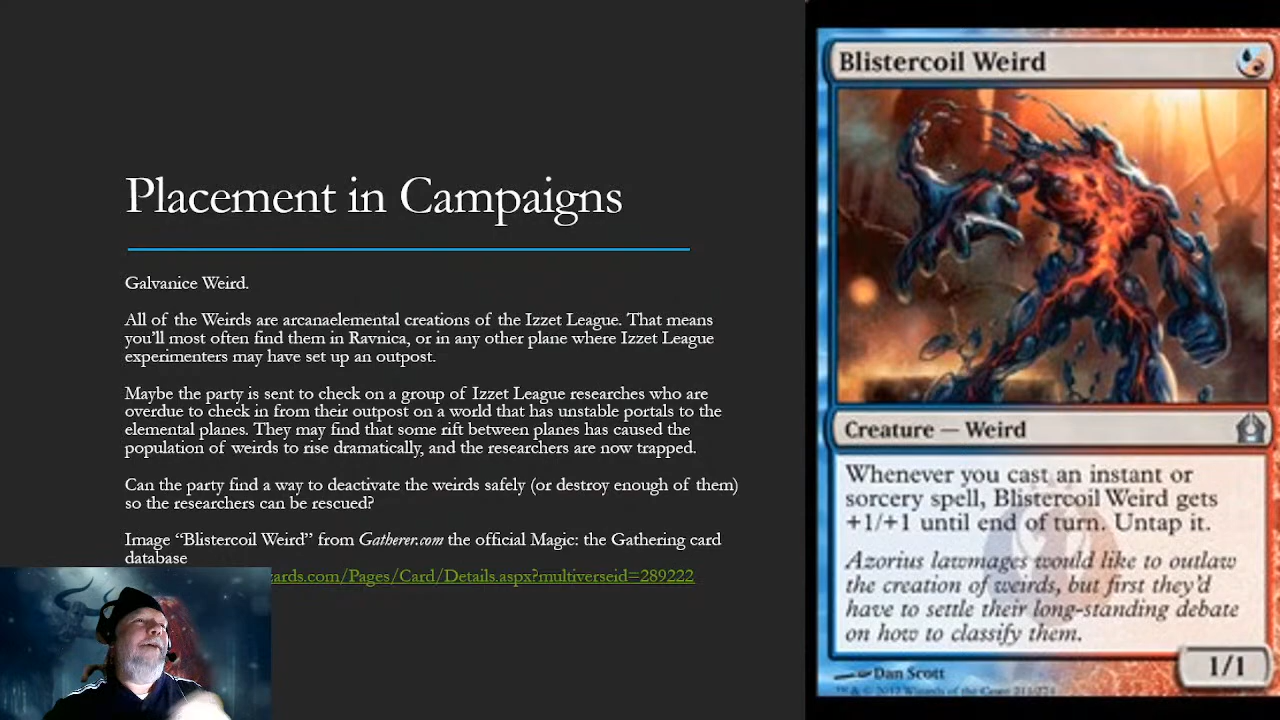 Placement in Campaigns
Galvanice Weird.
All of the Weirds are arcanaelemental creations of the Izzet League. That means
you'll most often find them in Ravnica, or in any other plane where Izzet League
experimenters may have set up an outpost.
Maybe the party is sent to check on a group of Izzet League researches who are
overdue to check in from their outpost on a world that has unstable portals to the
elemental planes. They may find that some rift between planes has caused the
population of weirds to rise dramatically, and the researchers are now trapped.
Can the party find a way to deactivate the weirds safely (or destroy enough of them)
so the researchers can be rescued?
Image “Blistercoil Weird” from Gatherer.com the official Magic: the Gathering card
database
zards.com/Pages/Card/Details.aspx?multiverseid=289222
Blistercoil Weird
Creature — Weird
Whenever you cast an instant or
sorcery spell, Blistercoil Weird gets
+1/+1 until end of turn. Untap it.
Azorius lawmages would like to outlaw
the creation of weirds, but first they'd
have to settle their long-standing debate
on how to classify them.
1/1
Dan Scott